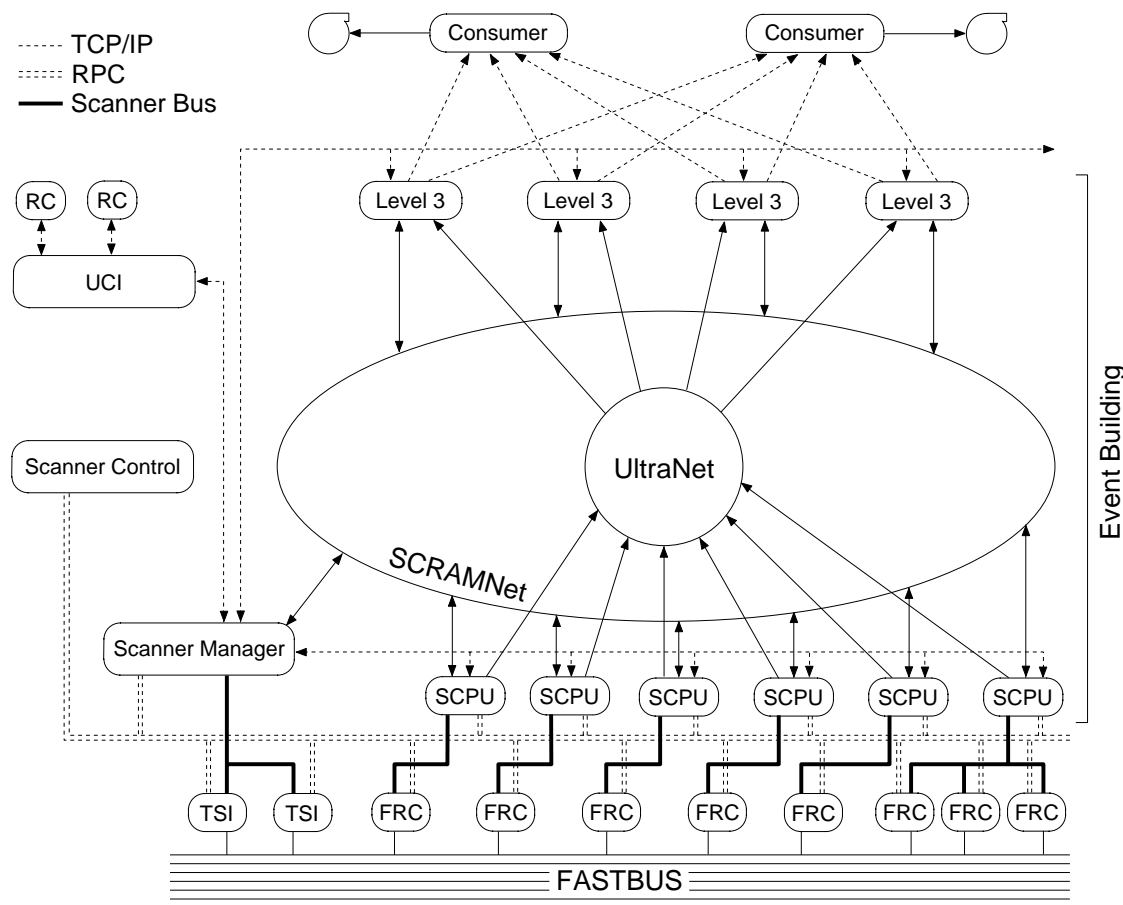 TCP/IP
RPC
Scanner Bus
Consumer
Consumer
RC
RC
Level 3
Level 3
Level 3
Level 3
UCI
Scanner Control
UltraNet
SCRAMNet
Event Building
Scanner Manager
SCPU
SCPU
SCPU
SCPU
SCPU
SCPU
TSI
TSI
FRC
FRC
FRC
FRC
FRC
FRC
FRC
FRC
FASTBUS